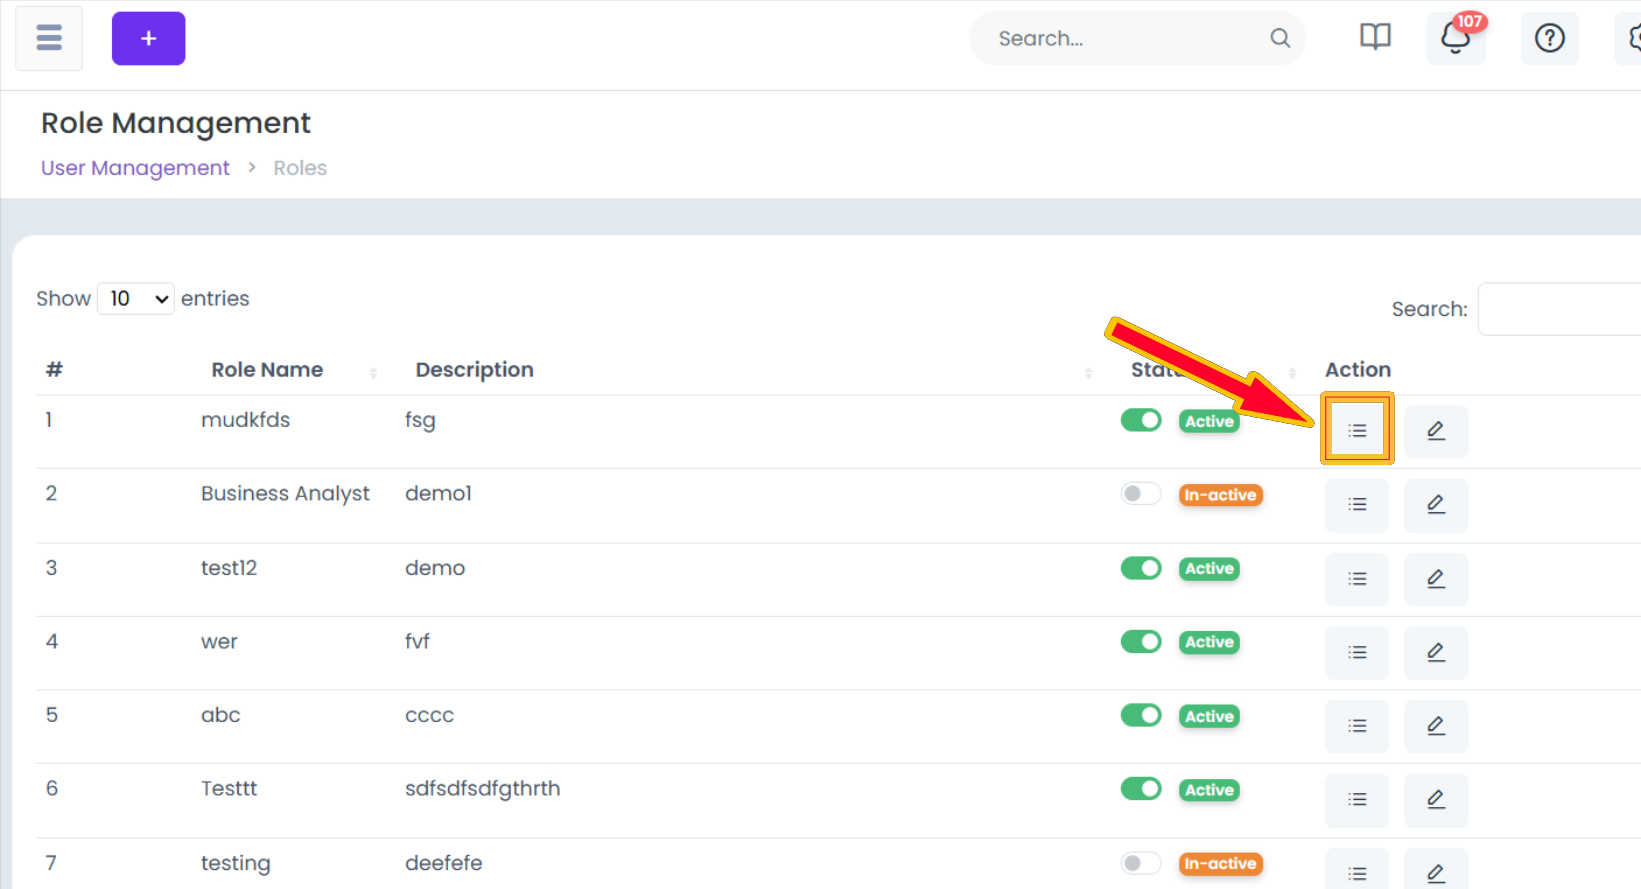 +
Search...
107
Role Management
User Management > Roles
Show 10 entries
Search:
# Role Name Description Action
1 mudkfds fsg Active
2 Business Analyst demo1 In-active
3 test12 demo Active
4 wer fvf Active
5 abc cccc Active
6 Testtt sdfsdfsdfgthrth Active
7 testing deefefe In-active